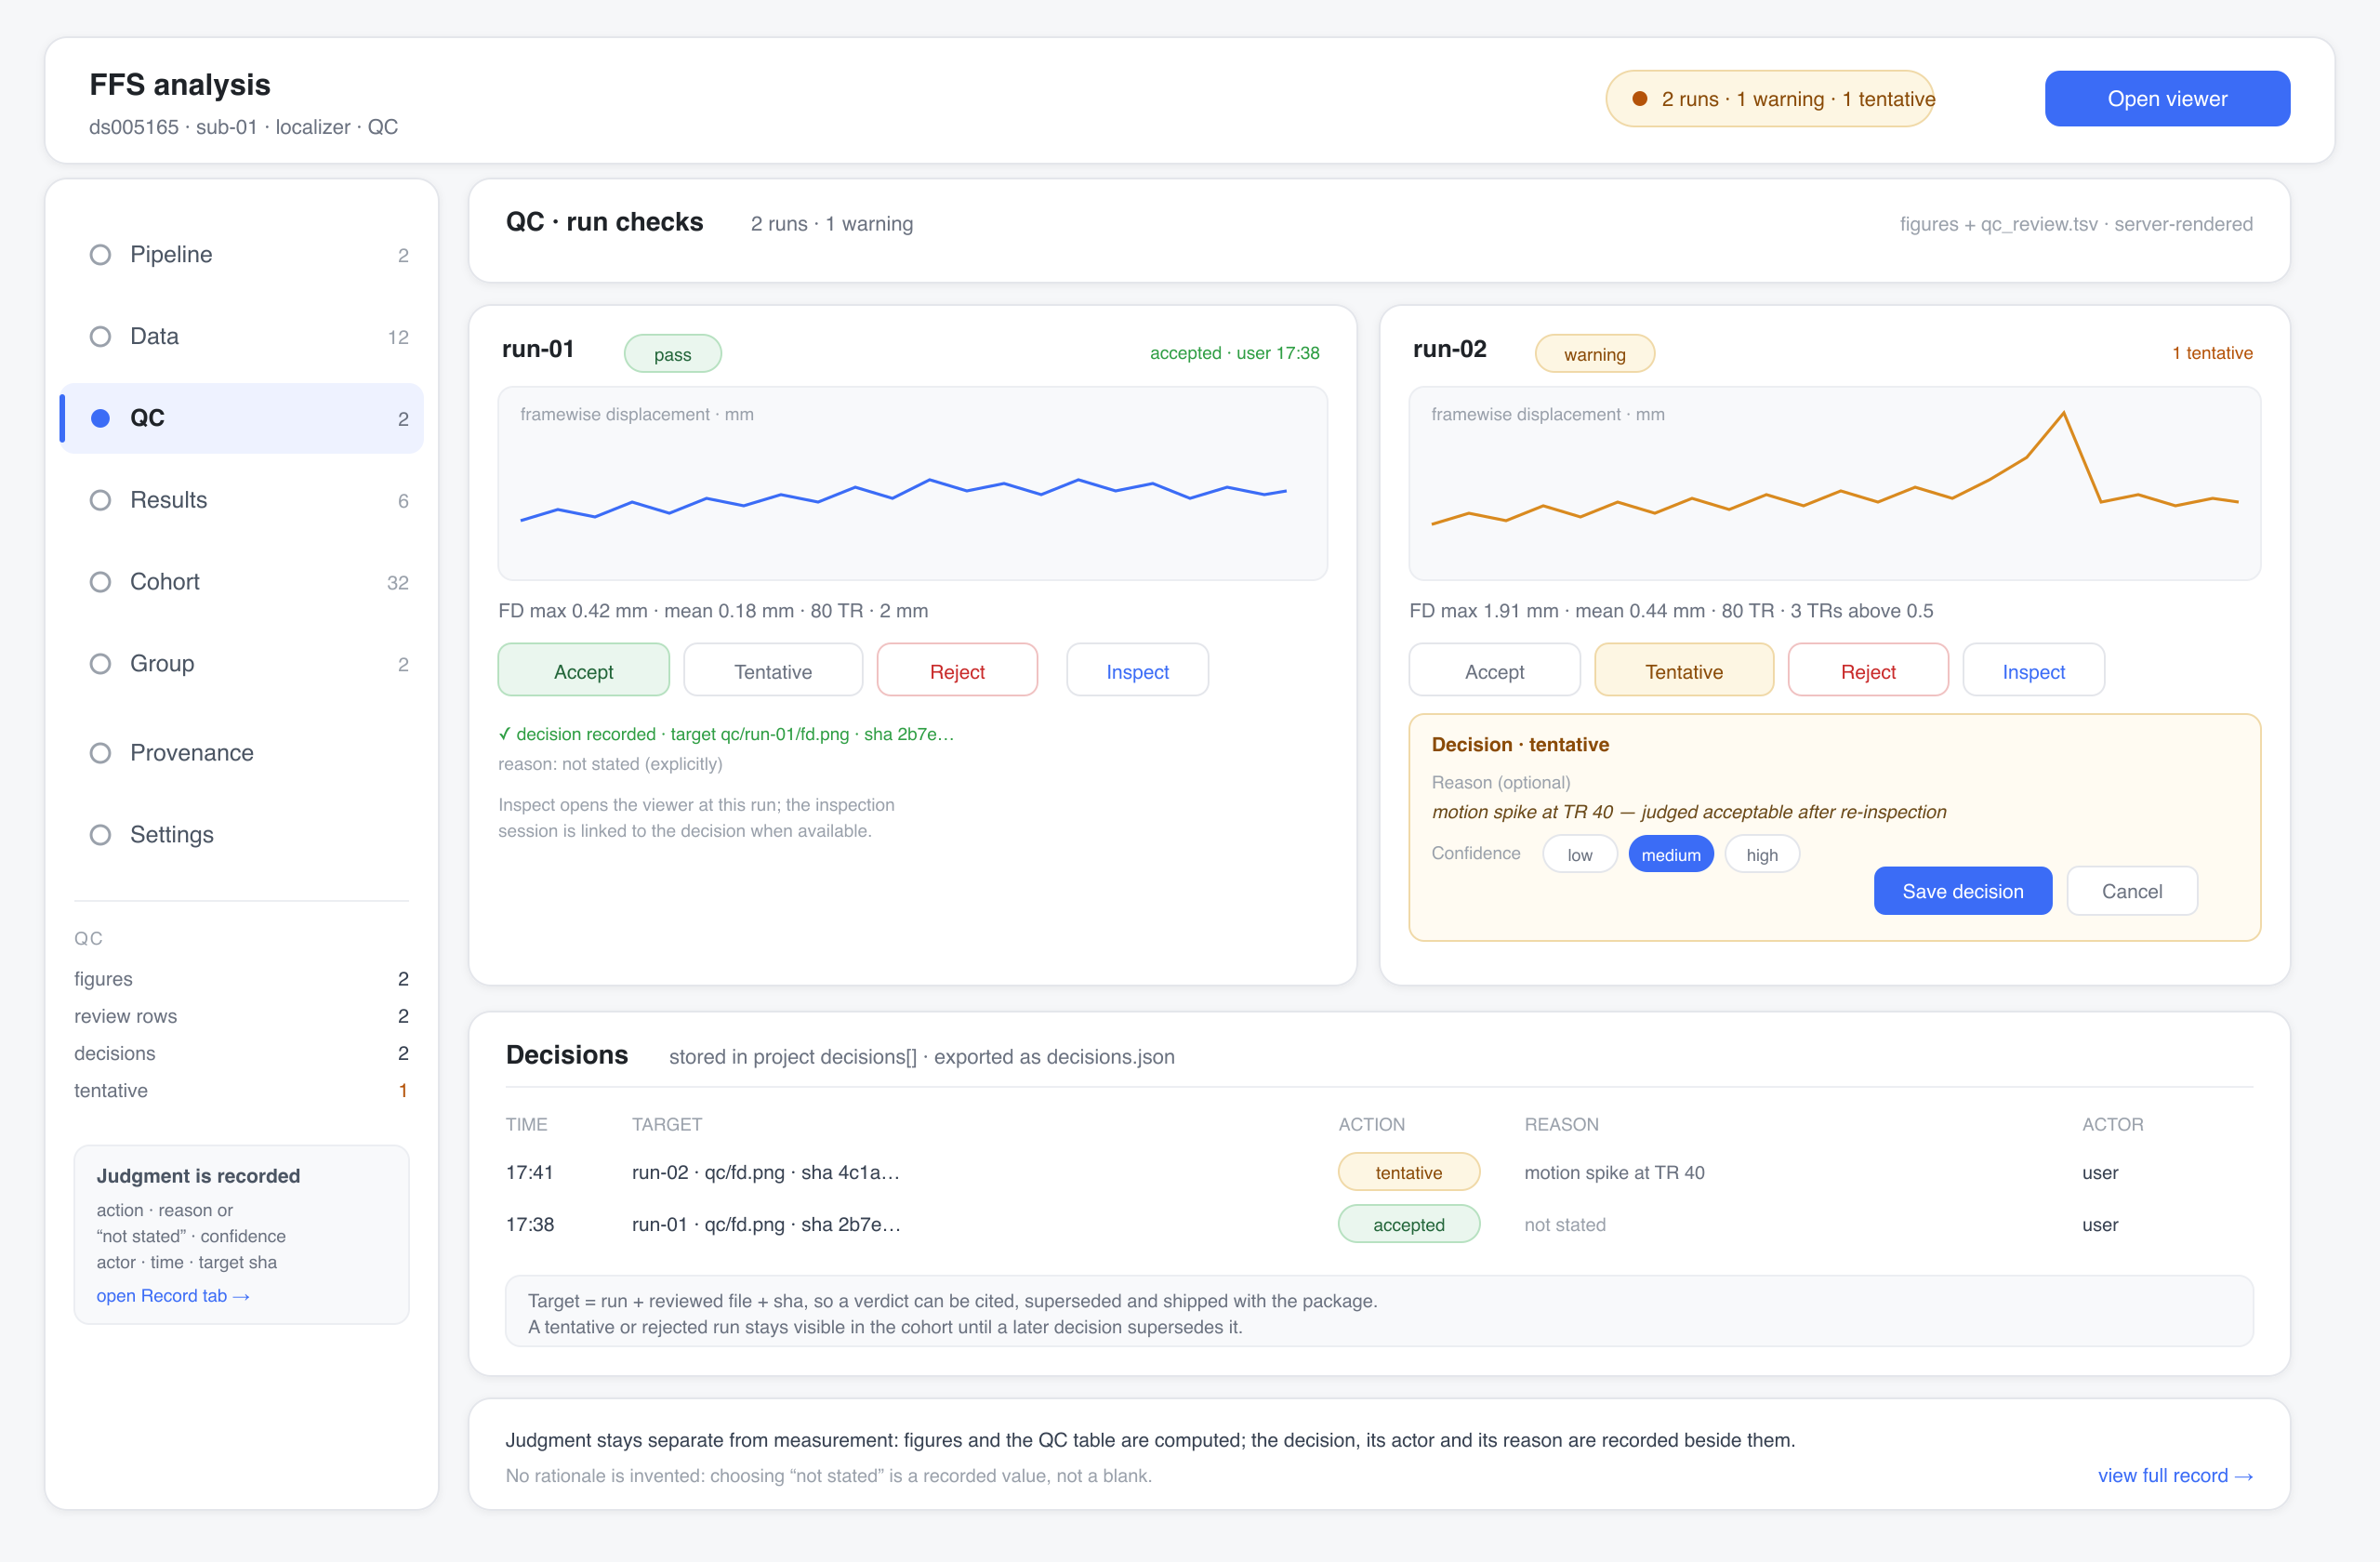 FFS analysis
ds005165 · sub-01 · localizer · QC
2 runs · 1 warning · 1 tentative
Open viewer
Pipeline 2
Data 12
QC 2
Results 6
Cohort 32
Group 2
Provenance
Settings
QC
figures 2
review rows 2
decisions 2
tentative 1
Judgment is recorded
action · reason or
“not stated” · confidence
actor · time · target sha
open Record tab →
QC · run checks 2 runs · 1 warning figures + qc_review.tsv · server-rendered
run-01 pass accepted · user 17:38
framewise displacement · mm
FD max 0.42 mm · mean 0.18 mm · 80 TR · 2 mm
Accept Tentative Reject Inspect
✓ decision recorded · target qc/run-01/fd.png · sha 2b7e…
reason: not stated (explicitly)
Inspect opens the viewer at this run; the inspection
session is linked to the decision when available.
run-02 warning 1 tentative
framewise displacement · mm
FD max 1.91 mm · mean 0.44 mm · 80 TR · 3 TRs above 0.5
Accept Tentative Reject Inspect
Decision · tentative
Reason (optional)
motion spike at TR 40 — judged acceptable after re-inspection
Confidence low medium high
Save decision Cancel
Decisions stored in project decisions[] · exported as decisions.json
TIME TARGET ACTION REASON ACTOR
17:41 run-02 · qc/fd.png · sha 4c1a… tentative motion spike at TR 40 user
17:38 run-01 · qc/fd.png · sha 2b7e… accepted not stated user
Target = run + reviewed file + sha, so a verdict can be cited, superseded and shipped with the package.
A tentative or rejected run stays visible in the cohort until a later decision supersedes it.
Judgment stays separate from measurement: figures and the QC table are computed; the decision, its actor and its reason are recorded beside them.
No rationale is invented: choosing “not stated” is a recorded value, not a blank.
view full record →